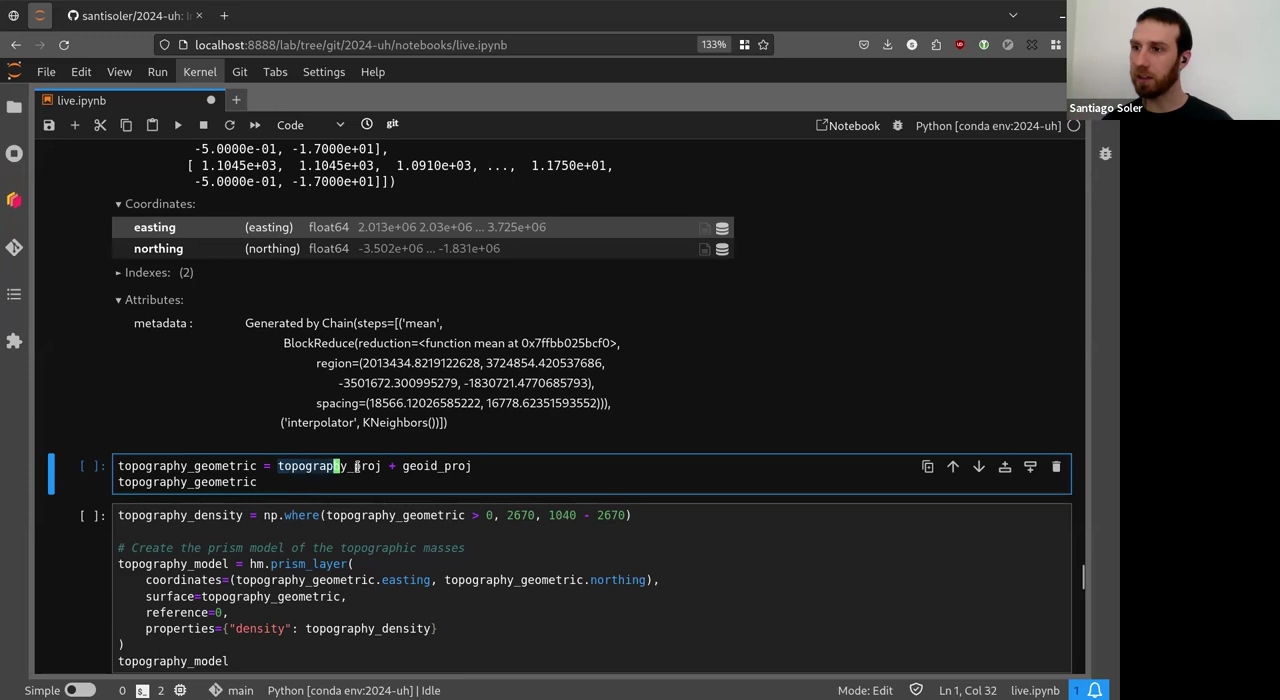 santisoler/2024-uh: I
localhost:8888/lab/tree/git/2024-uh/notebooks/live.ipynb
133%
File Edit View Run Kernel Git Tabs Settings Help
Santiago Soler
live.ipynb
Code
git
Notebook
Python [conda env:2024-uh]
-5.0000e-01, -1.7000e+01],
[ 1.1045e+03, 1.1045e+03, 1.0910e+03, ..., 1.1750e+01,
-5.0000e-01, -1.7000e+01]])
Coordinates:
easting (easting) float64 2.013e+06 2.03e+06 ... 3.725e+06
northing (northing) float64 -3.502e+06 ... -1.831e+06
Indexes: (2)
Attributes:
metadata : Generated by Chain(steps=[('mean',
BlockReduce(reduction=<function mean at 0x7ffbb025bcf0>,
region=(2013434.8219122628, 3724854.420537686,
-3501672.300995279, -1830721.4770685793),
spacing=(18566.12026585222, 16778.62351593552))),
('interpolator', KNeighbors())])
[ ]: topography_geometric = topography_proj + geoid_proj
topography_geometric
[ ]: topography_density = np.where(topography_geometric > 0, 2670, 1040 - 2670)
# Create the prism model of the topographic masses
topography_model = hm.prism_layer(
coordinates=(topography_geometric.easting, topography_geometric.northing),
surface=topography_geometric,
reference=0,
properties={"density": topography_density}
)
topography_model
Simple 0 2 main Python [conda env:2024-uh] | Idle Mode: Edit Ln 1, Col 32 live.ipynb 1